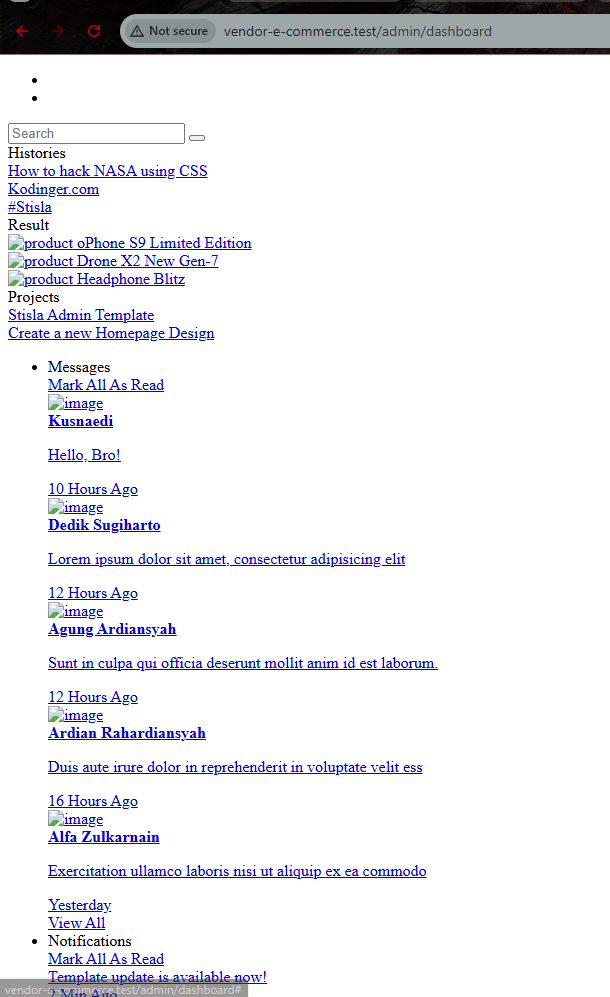 Not secure vendor-e-commerce.test/admin/dashboard
Search
Histories
How to hack NASA using CSS
Kodinger.com
#Stisla
Result
product oPhone S9 Limited Edition
product Drone X2 New Gen-7
product Headphone Blitz
Projects
Stisla Admin Template
Create a new Homepage Design
Messages
Mark All As Read
image
Kusnaedi
Hello, Bro!
10 Hours Ago
image
Dedik Sugiharto
Lorem ipsum dolor sit amet, consectetur adipisicing elit
12 Hours Ago
image
Agung Ardiansyah
Sunt in culpa qui officia deserunt mollit anim id est laborum.
12 Hours Ago
image
Ardian Rahardiansyah
Duis aute irure dolor in reprehenderit in voluptate velit ess
16 Hours Ago
image
Alfa Zulkarnain
Exercitation ullamco laboris nisi ut aliquip ex ea commodo
Yesterday
View All
Notifications
Mark All As Read
Template update is available now!
vendor-e-commerce.test/admin/dashboard#
2 Min Ago